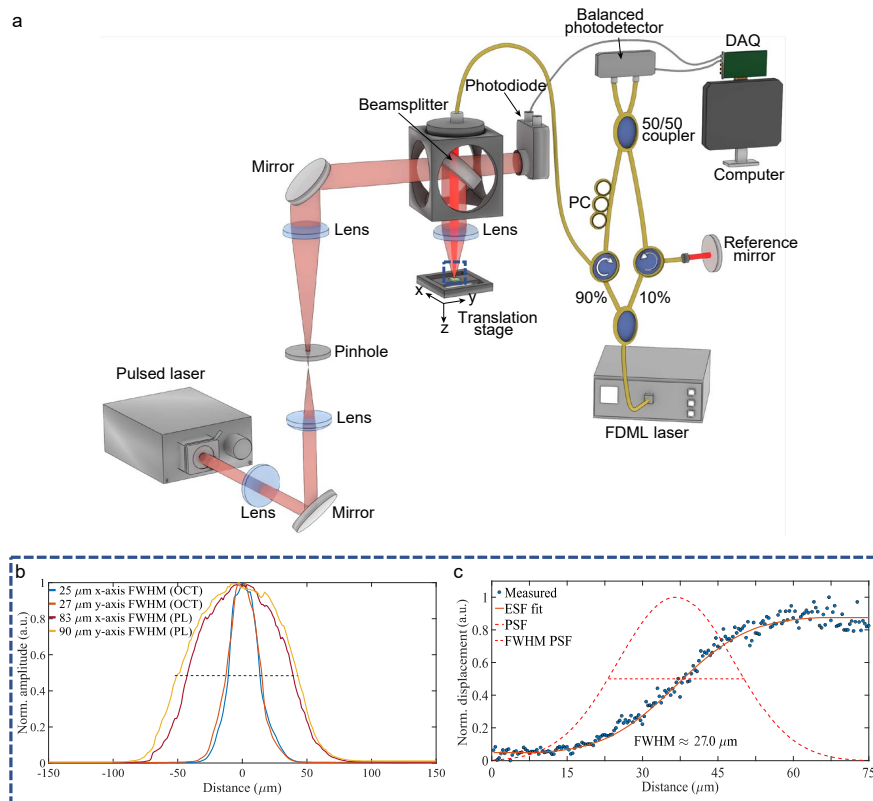 a
Balanced
photodetector
DAQ
Photodiode
Beamsplitter
50/50
coupler
Mirror
Computer
PC
Lens
Lens
Reference
mirror
x
y
90%
10%
z
Translation
stage
Pinhole
Pulsed laser
Lens
FDML laser
Lens
Mirror
b
1
0.8
0.6
0.4
0.2
0
Norm. amplitude (a.u.)
25 μm x-axis FWHM (OCT)
27 μm y-axis FWHM (OCT)
83 μm x-axis FWHM (PL)
90 μm y-axis FWHM (PL)
-150
-100
-50
0
50
100
150
Distance (μm)
c
1
0.8
0.6
0.4
0.2
0
Norm. displacement (a.u.)
Measured
ESF fit
PSF
FWHM PSF
FWHM ≈ 27.0 μm
0
15
30
45
60
75
Distance (μm)